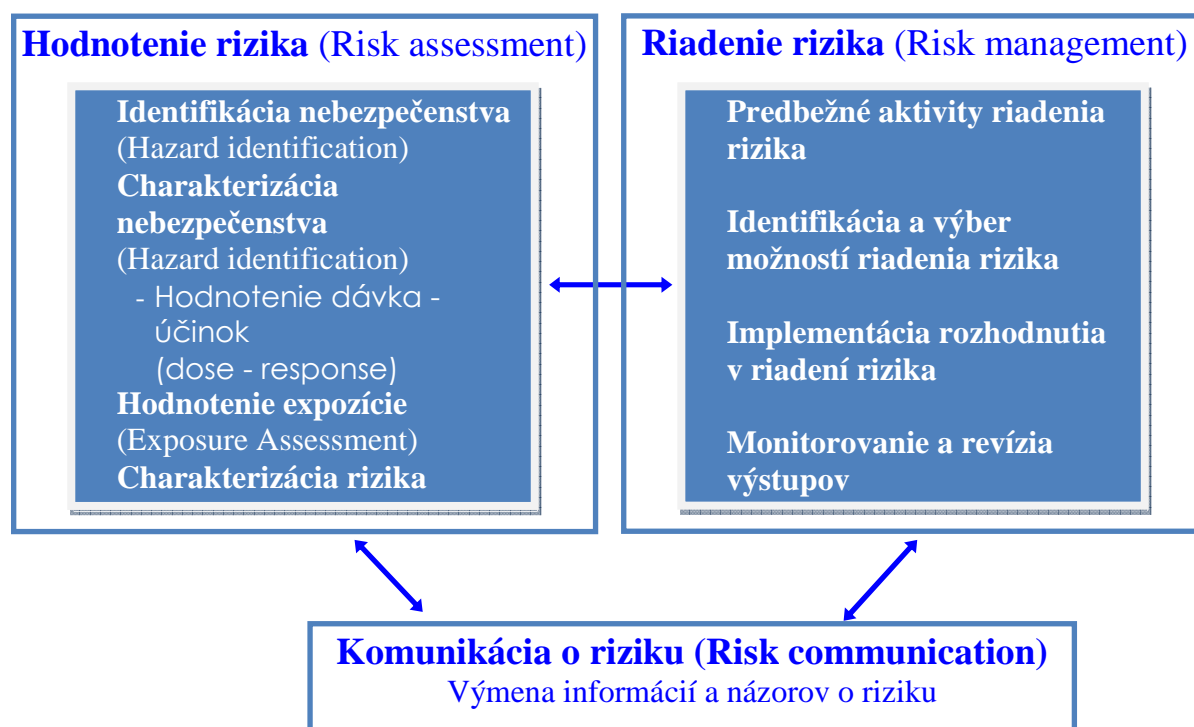 Hodnotenie rizika (Risk assessment)
Identifikácia nebezpečenstva
(Hazard identification)
Charakterizácia
nebezpečenstva
(Hazard identification)
- Hodnotenie dávka -
účinok
(dose - response)
Hodnotenie expozície
(Exposure Assessment)
Charakterizácia rizika
Riadenie rizika (Risk management)
Predbežné aktivity riadenia
rizika
Identifikácia a výber
možností riadenia rizika
Implementácia rozhodnutia
v riadení rizika
Monitorovanie a revízia
výstupov
Komunikácia o riziku (Risk communication)
Výmena informácií a názorov o riziku